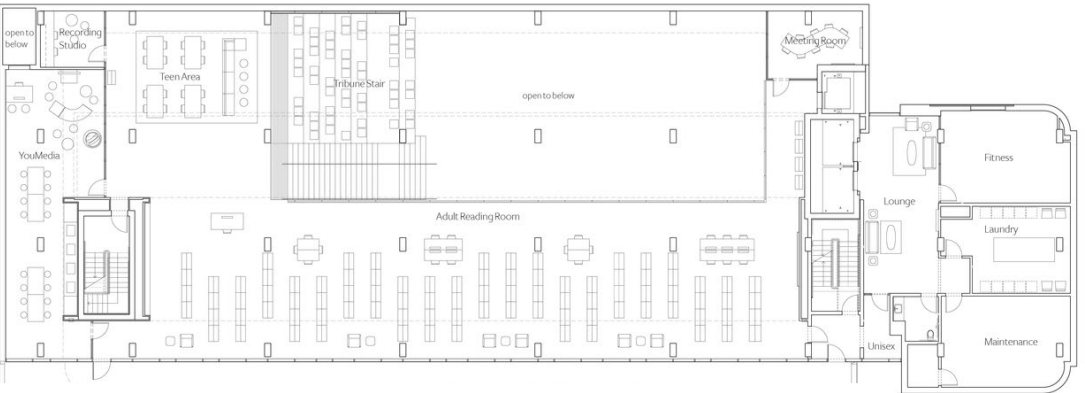 open to
below
Recording
Studio
Teen Area
Tribune Stair
open to below
Meeting Room
YouMedia
Adult Reading Room
Lounge
Fitness
Laundry
Unisex
Maintenance